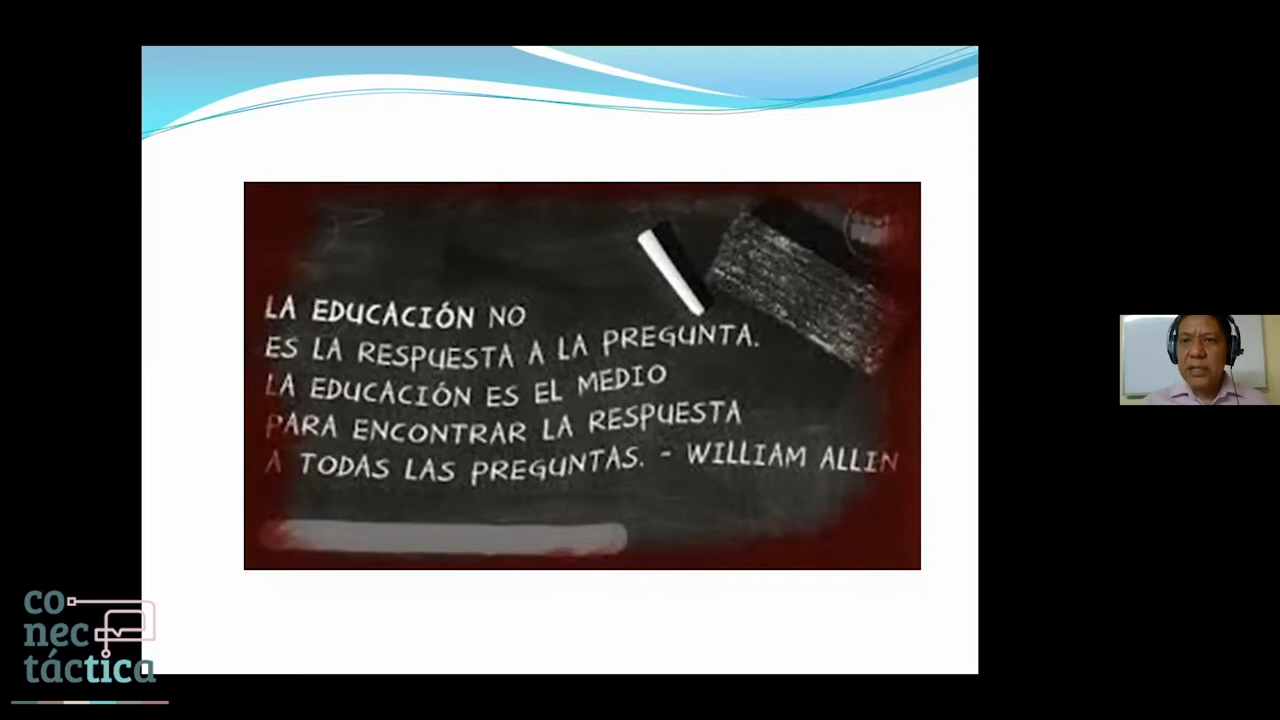 LA EDUCACIÓN NO
ES LA RESPUESTA A LA PREGUNTA.
LA EDUCACIÓN ES EL MEDIO
PARA ENCONTRAR LA RESPUESTA
A TODAS LAS PREGUNTAS. - WILLIAM ALLIN
co
nec
táctica